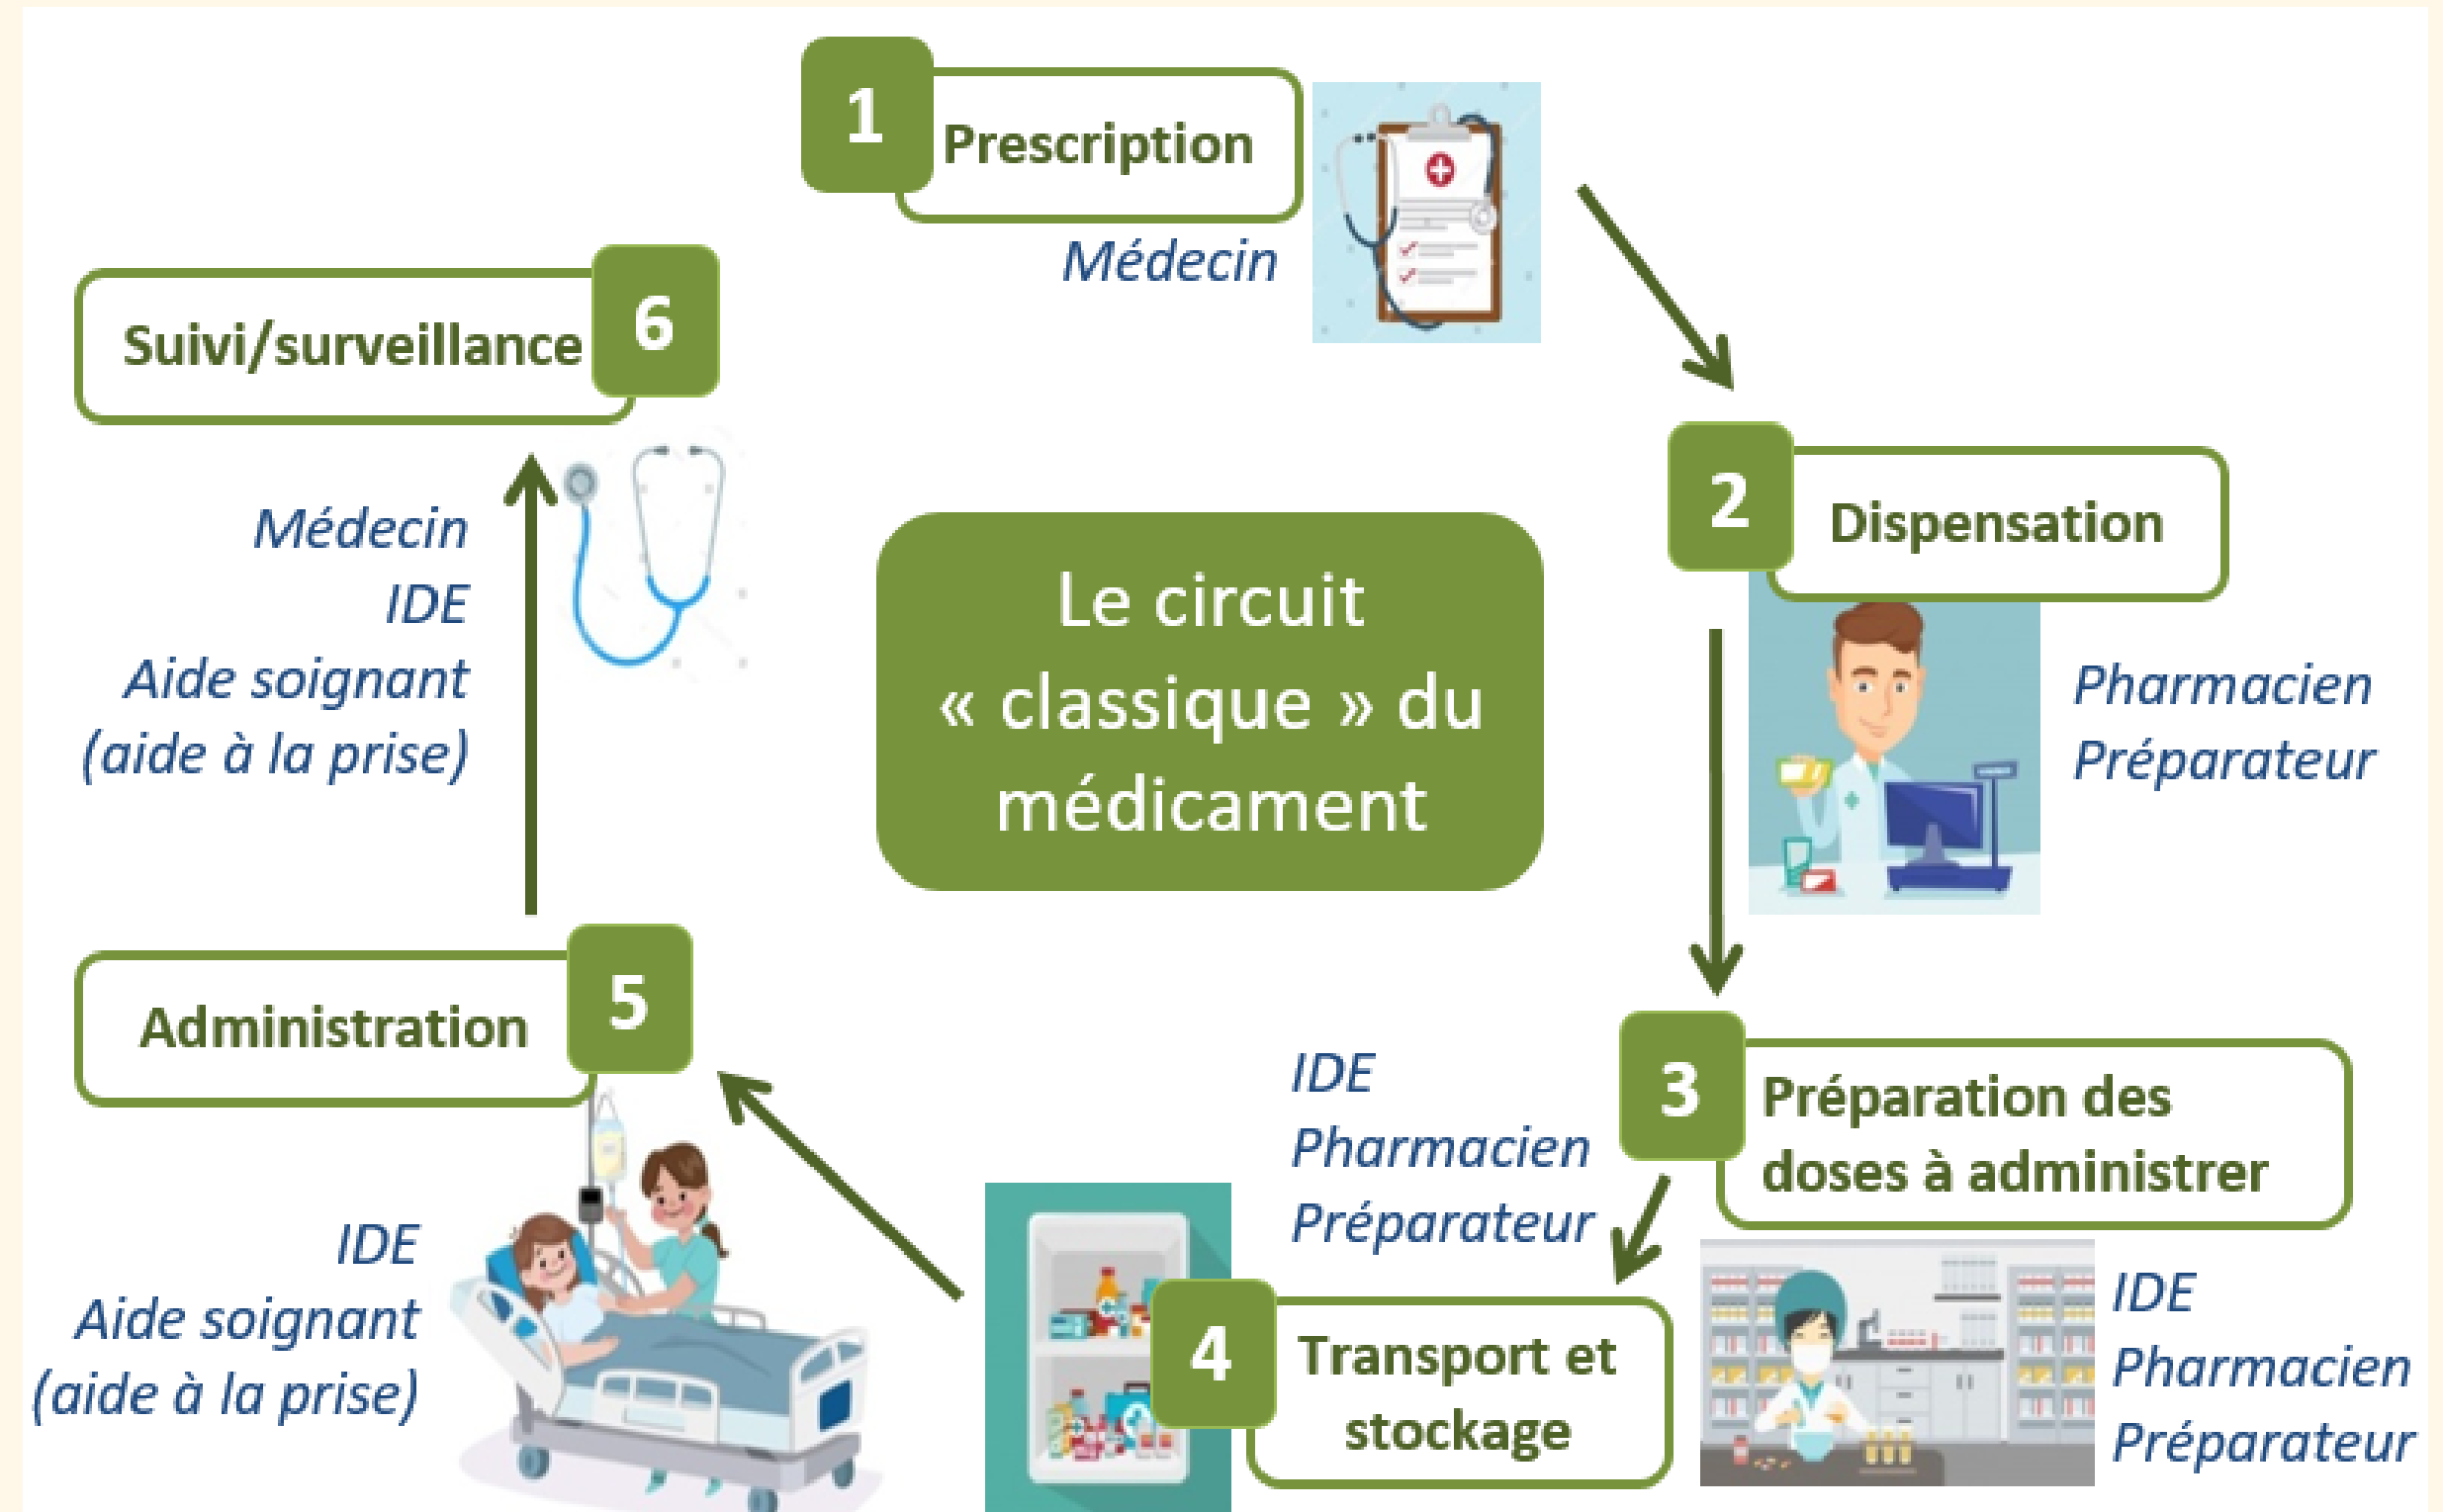 1
Prescription
Médecin
2
Dispensation
Pharmacien
Préparateur
3
Préparation des
doses à administrer
IDE
Pharmacien
Préparateur
4
Transport et
stockage
IDE
Pharmacien
Préparateur
5
Administration
IDE
Aide soignant
(aide à la prise)
6
Suivi/surveillance
Médecin
IDE
Aide soignant
(aide à la prise)
Le circuit
« classique » du
médicament